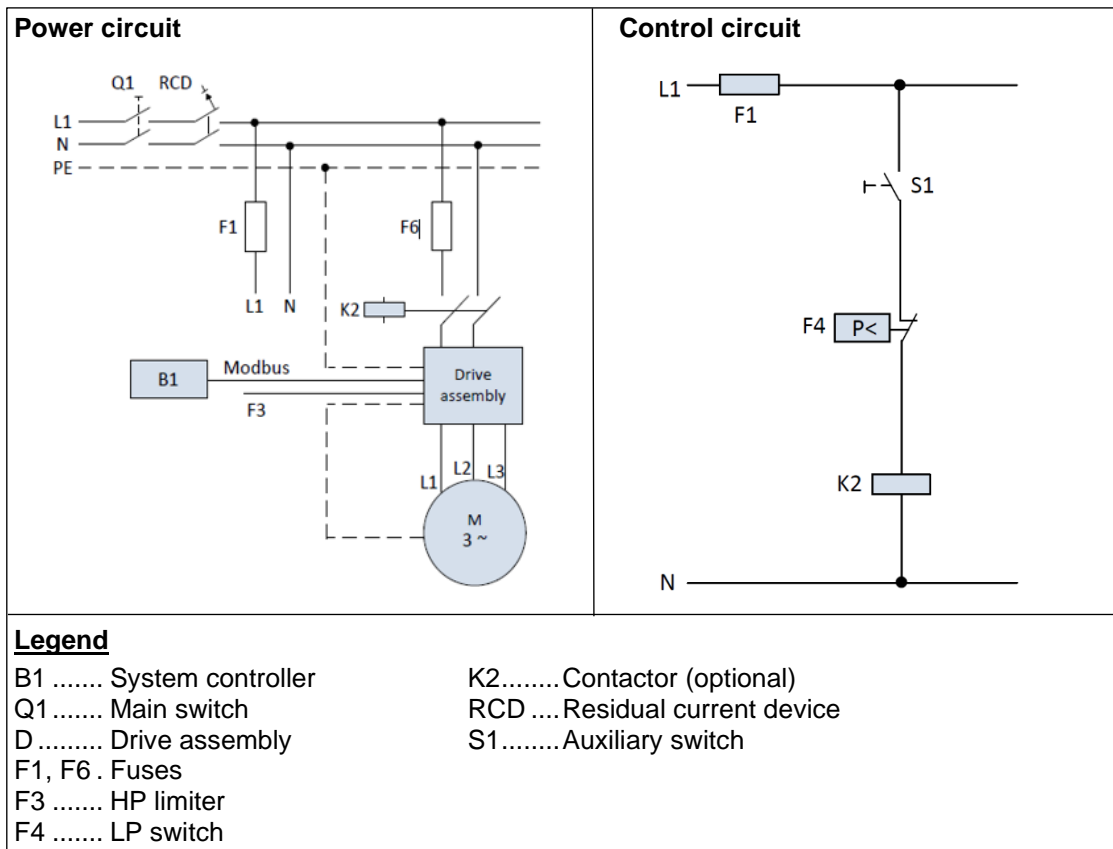 Power circuit
Q1 RCD
L1
N
PE
F1
F6
L1 N
K2
B1
Modbus
F3
Drive
assembly
L1
L2
L3
M
3 ~
Control circuit
L1
F1
S1
F4
P<
K2
N
Legend
B1 ....... System controller
Q1....... Main switch
D ......... Drive assembly
F1, F6 . Fuses
F3 ....... HP limiter
F4 ....... LP switch
K2........Contactor (optional)
RCD ....Residual current device
S1........Auxiliary switch